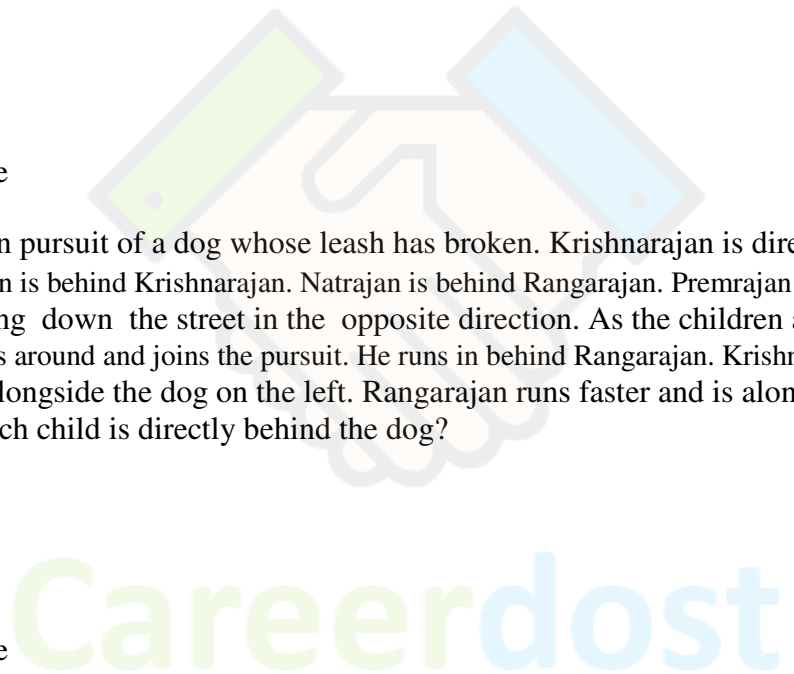 e
n pursuit of a dog whose leash has broken. Krishnarajan is dire
n is behind Krishnarajan. Natrajan is behind Rangarajan. Premrajan
ng down the street in the opposite direction. As the children a
s around and joins the pursuit. He runs in behind Rangarajan. Krishn
longside the dog on the left. Rangarajan runs faster and is alon
ch child is directly behind the dog?
Careerdost
e